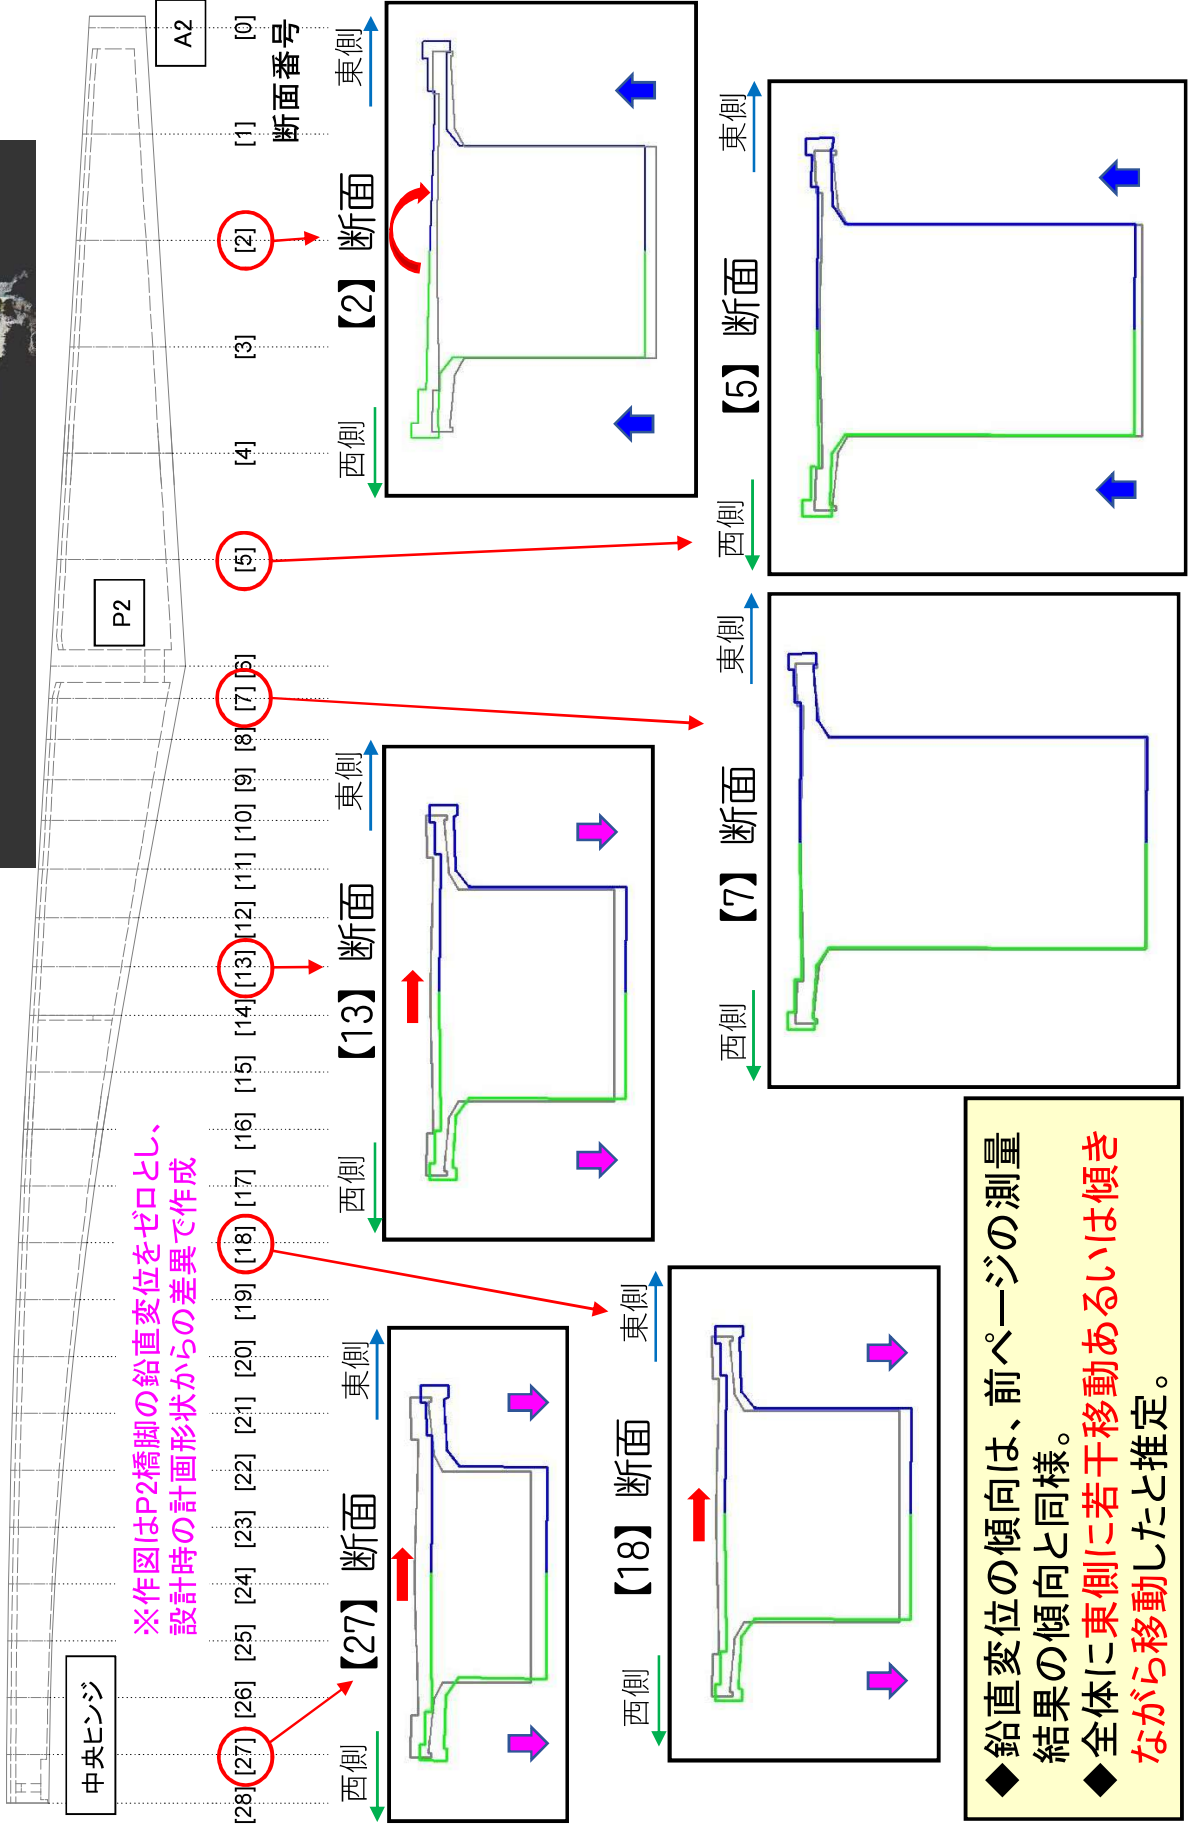 中央ヒンジ
P2
A2
※作図はP2橋脚の鉛直変位をゼロとし、
設計時の計画形状からの差異で作成
[28]
[27]
[26]
[25]
[24]
[23]
[22]
[21]
[20]
[19]
[18]
[17]
[16]
[15]
[14]
[13]
[12]
[11]
[10]
[9]
[8]
[7]
[6]
[5]
[4]
[3]
[2]
[1]
[0]
断面番号
【27】 断面
西側
東側
【13】 断面
西側
東側
【2】 断面
西側
東側
【18】 断面
西側
東側
【7】 断面
西側
東側
【5】 断面
西側
東側
◆鉛直変位の傾向は、前ページの測量
結果の傾向と同様。
◆全体に東側に若干移動あるいは傾き
ながら移動したと推定。